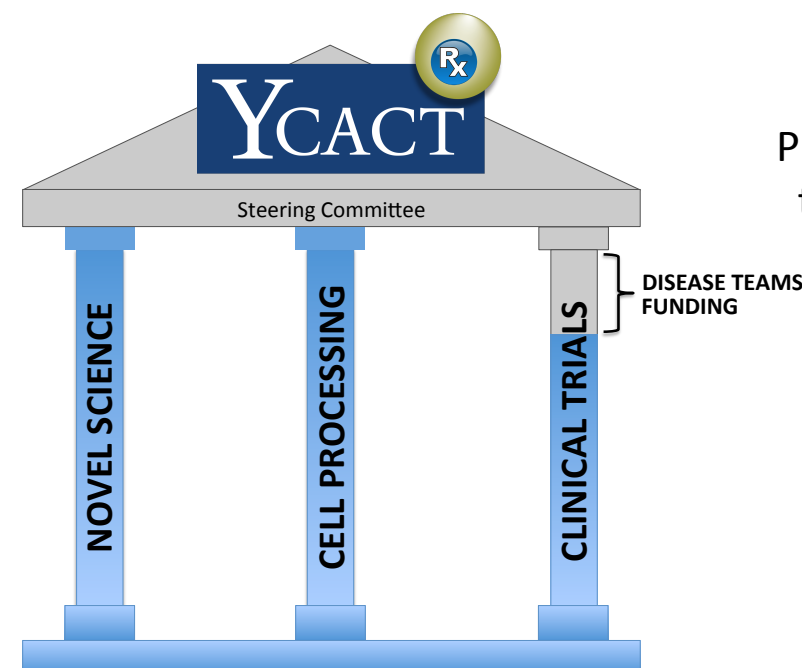 Rx
YCACT
Steering Committee
P
DISEASE TEAMS
FUNDING
NOVEL SCIENCE
CELL PROCESSING
CLINICAL TRIALS